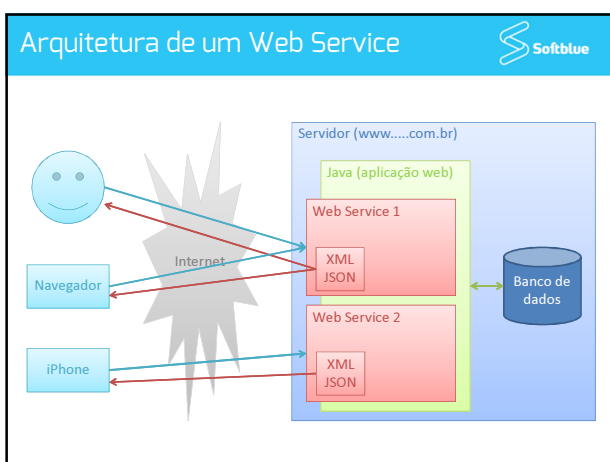 Arquitetura de um Web Service
Softblue
Servidor (www.....com.br)
Java (aplicação web)
Web Service 1
Internet
XML
JSON
Navegador
Banco de
dados
Web Service 2
iPhone
XML
JSON